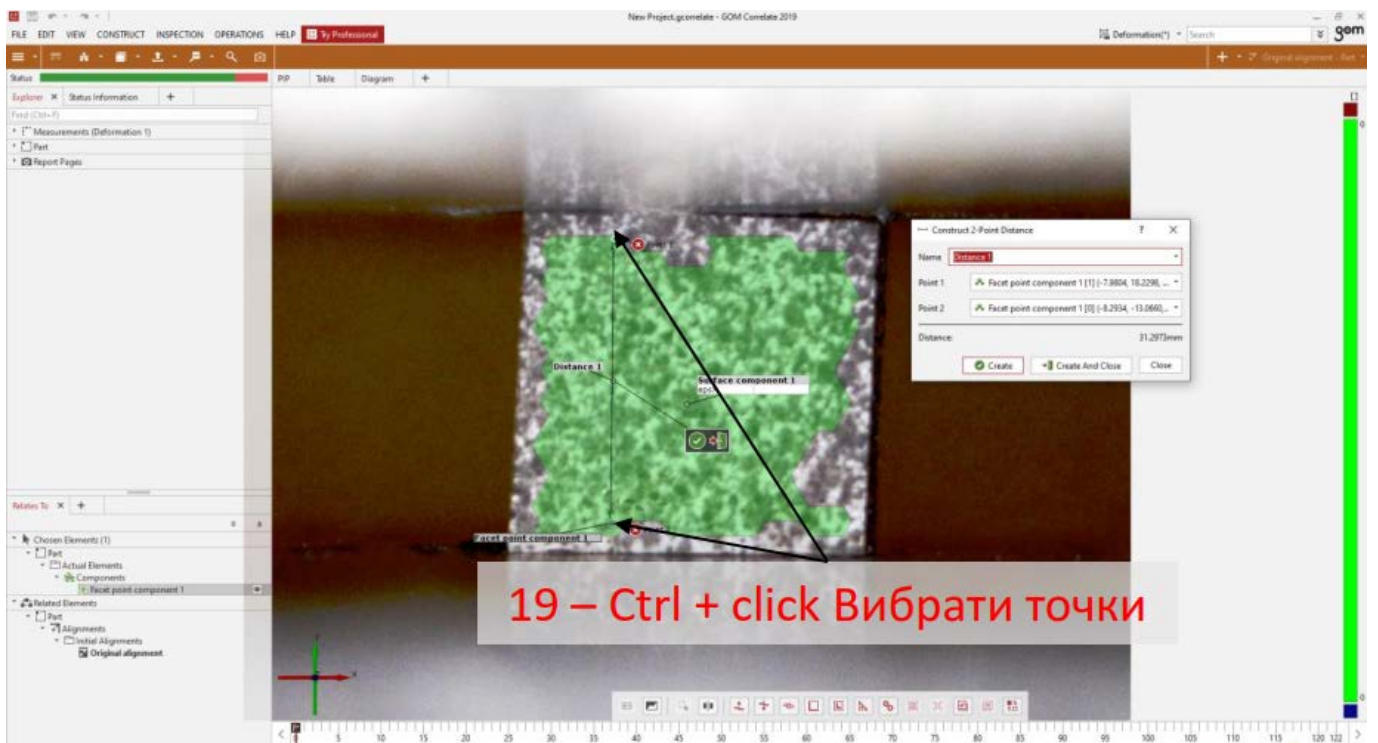 New Project.gcorrelate - GOM Correlate 2019
FILE EDIT VIEW CONSTRUCT INSPECTION OPERATIONS HELP Try Professional
Deformation(*) Search gom
Original alignment - Part
Status PIP Table Diagram +
Explorer Status Information +
Find (Ctrl+F)
Measurements (Deformation 1)
Part
Report Pages
Construct 2-Point Distance ? X
Name Distance 1
Point 1 Facet point component 1 [1] (-7.9804, 18.2298, ...
Point 2 Facet point component 1 [0] (-8.2934, -13.0660, ...
Distance: 31.2973mm
Create Create And Close Close
Distance 1
Surface component 1
Facet point component 1
Relates To +
Chosen Elements (1)
Part
Actual Elements
Components
Facet point component 1
Related Elements
Part
Alignments
Initial Alignments
Original alignment
19 – Ctrl + click Вибрати точки
0
0
5 10 15 20 25 30 35 40 45 50 55 60 65 70 75 80 85 90 95 100 105 110 115 120 122